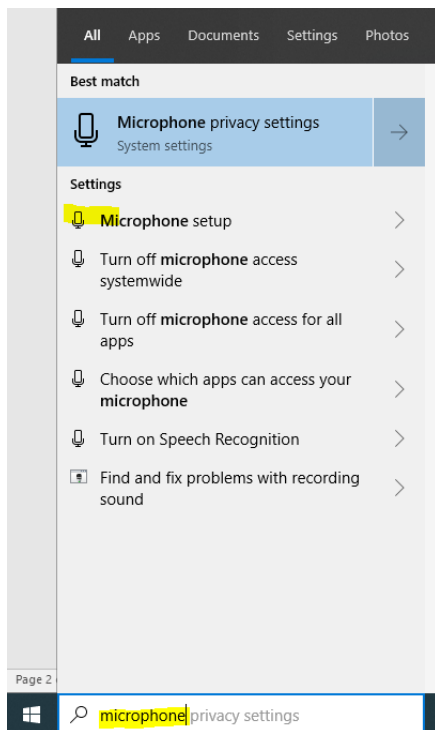 All Apps Documents Settings Photos
Best match
Microphone privacy settings
System settings
Settings
Microphone setup
Turn off microphone access
systemwide
Turn off microphone access for all
apps
Choose which apps can access your
microphone
Turn on Speech Recognition
Find and fix problems with recording
sound
Page 2
microphone privacy settings